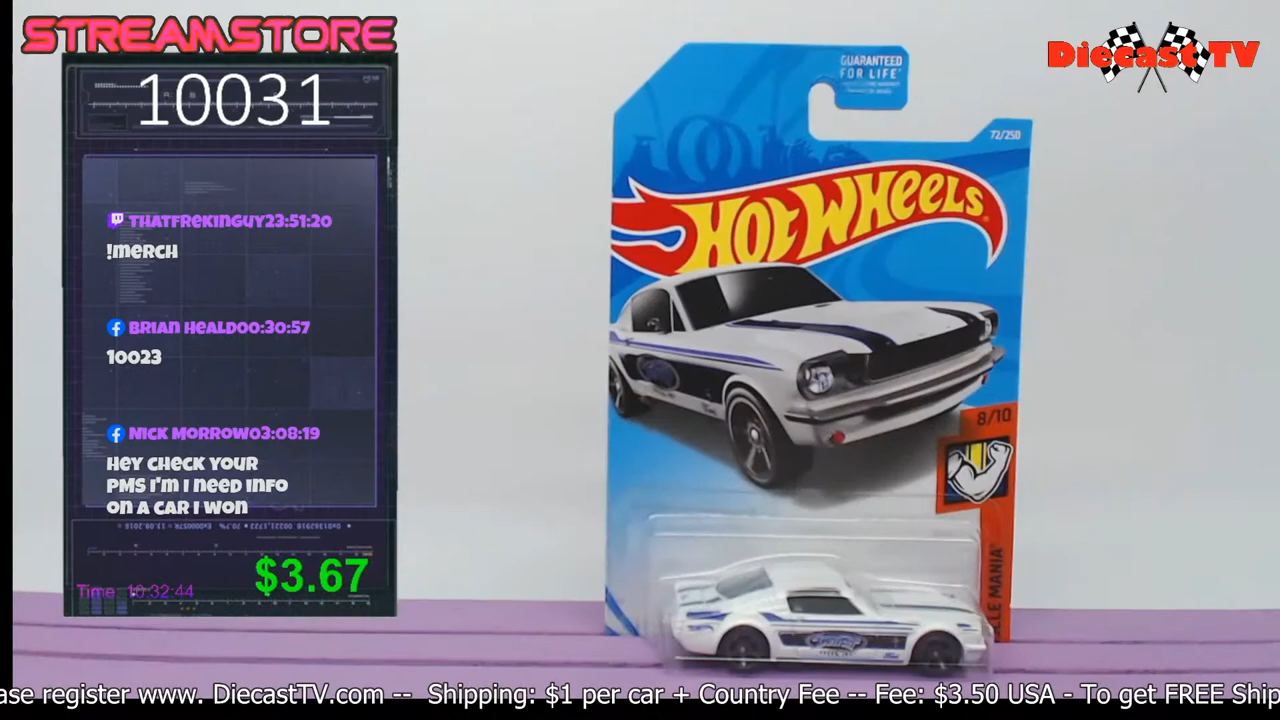 STREAMSTORE
10031
THATFREKINGUY23:51:20
!MERCH
BRIAN HEALD00:30:57
10023
NICK MORROW03:08:19
HEY CHECK YOUR
PMS I'M I NEED INFO
ON A CAR I WON
Time: 10:32:44
$3.67
Diecast TV
GUARANTEED
FOR LIFE
72/250
HOT WHEELS
8/10
CLE MANIA
ase register www. DiecastTV.com -- Shipping: $1 per car + Country Fee -- Fee: $3.50 USA - To get FREE Ship